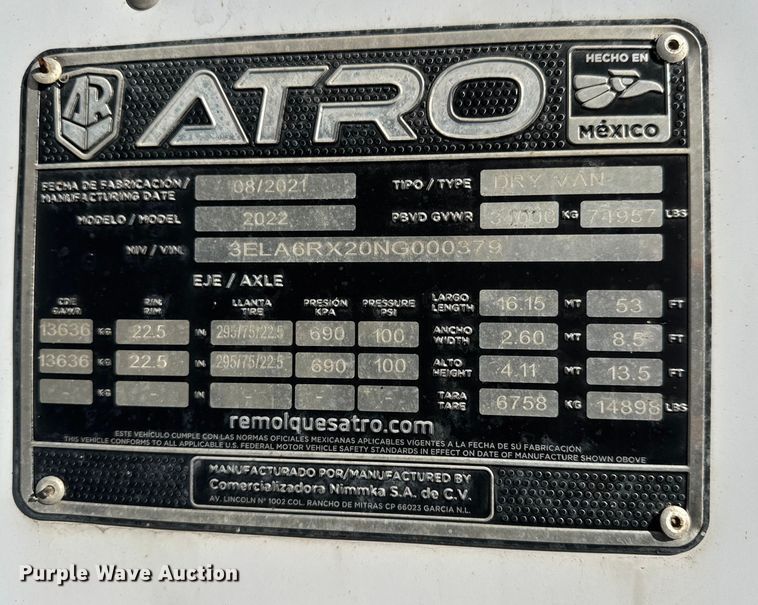 AR ATRO HECHO EN MéXICO
FECHA DE FABRICACIÓN / MANUFACTURING DATE 08/2021 TIPO / TYPE DRY VAN
MODELO / MODEL 2022 PBVD GVWR KG 74957 LBS
NIV / VIN 3ELA6RX20NG000379
EJE / AXLE
GAWR RIN RIM LLANTA TIRE PRESIÓN KPA PRESSURE PSI LARGO LENGTH 16.15 MT 53 FT
13636 KG 22.5 IN 295/75/22.5 690 100 ANCHO WIDTH 2.60 MT 8.5 FT
13636 KG 22.5 IN 295/75/22.5 690 100 ALTO HEIGHT 4.11 MT 13.5 FT
- KG - IN - - - TARA TARE 6758 KG 14898 LBS
remolquesatro.com
ESTE VEHÍCULO CUMPLE CON LAS NORMAS OFICIALES MEXICANAS APLICABLES VIGENTES A LA FECHA DE SU FABRICACIÓN
THIS VEHICLE CONFORMS TO ALL APPLICABLE U.S. FEDERAL MOTOR VEHICLE SAFETY STANDARDS IN EFFECT ON DATE OF MANUFACTURE SHOWN ABOVE
MANUFACTURADO POR/MANUFACTURED BY
Comercializadora Nimmka S.A. de C.V.
AV. LINCOLN Nº 1002 COL. RANCHO DE MITRAS CP 66023 GARCIA N.L.
Purple Wave Auction